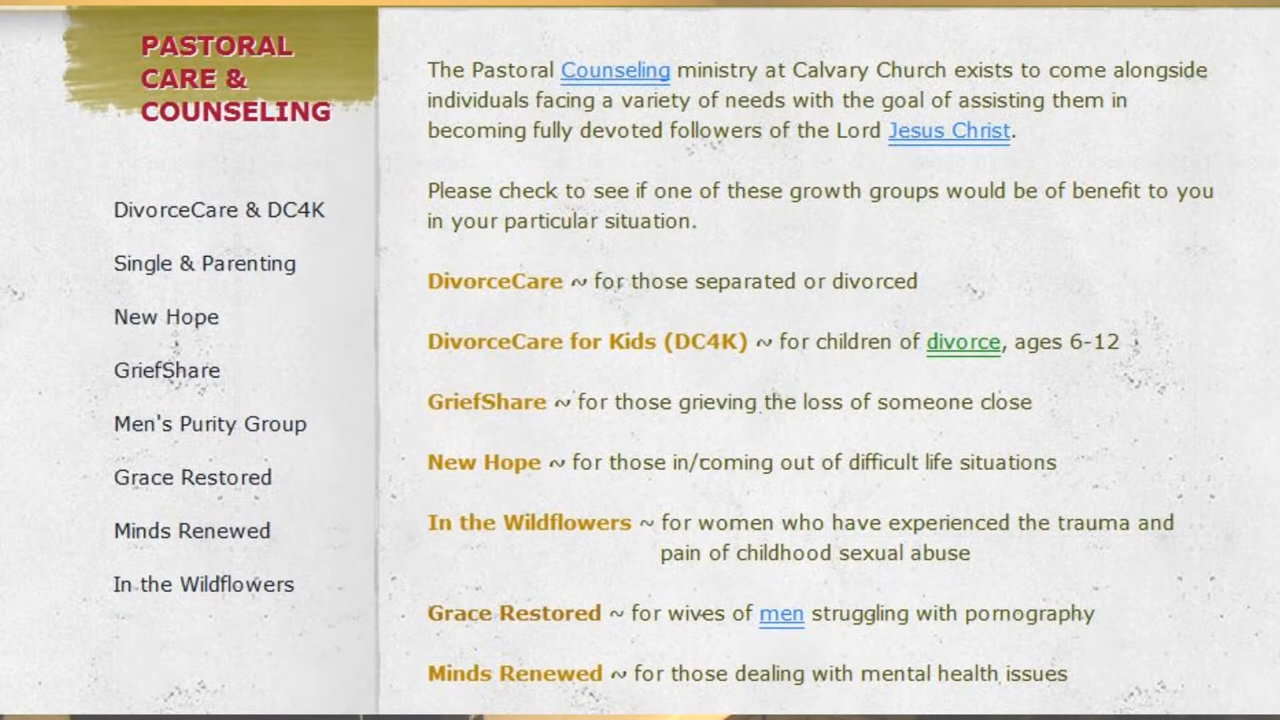 PASTORAL
CARE &
COUNSELING
DivorceCare & DC4K
Single & Parenting
New Hope
GriefShare
Men's Purity Group
Grace Restored
Minds Renewed
In the Wildflowers
The Pastoral Counseling ministry at Calvary Church exists to come alongside
individuals facing a variety of needs with the goal of assisting them in
becoming fully devoted followers of the Lord Jesus Christ.
Please check to see if one of these growth groups would be of benefit to you
in your particular situation.
DivorceCare ~ for those separated or divorced
DivorceCare for Kids (DC4K) ~ for children of divorce, ages 6-12
GriefShare ~ for those grieving the loss of someone close
New Hope ~ for those in/coming out of difficult life situations
In the Wildflowers ~ for women who have experienced the trauma and
pain of childhood sexual abuse
Grace Restored ~ for wives of men struggling with pornography
Minds Renewed ~ for those dealing with mental health issues